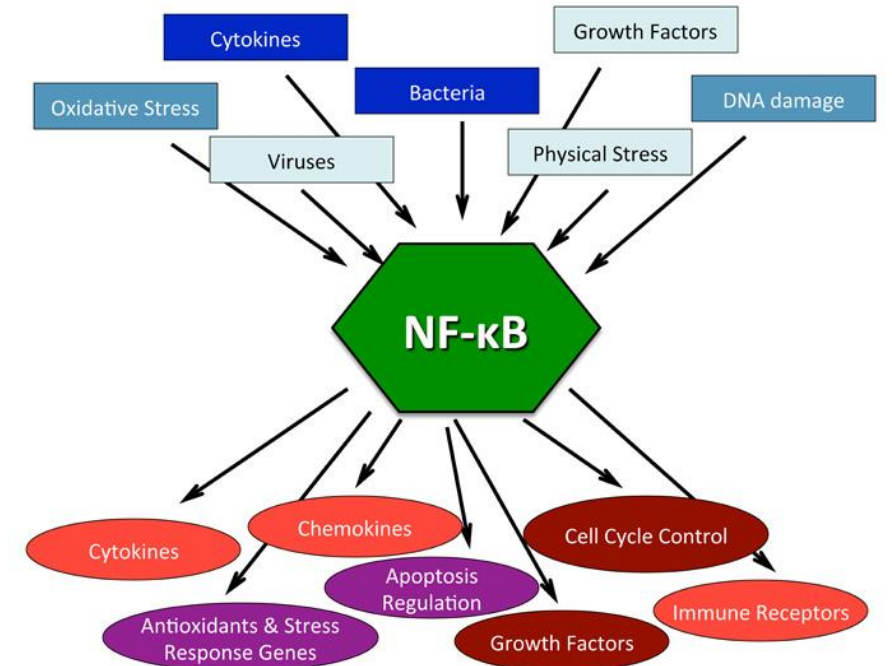 Cytokines
Growth Factors
Oxidative Stress
Bacteria
DNA damage
Viruses
Physical Stress
NF-κB
Cytokines
Chemokines
Cell Cycle Control
Apoptosis
Regulation
Antioxidants & Stress
Response Genes
Growth Factors
Immune Receptors